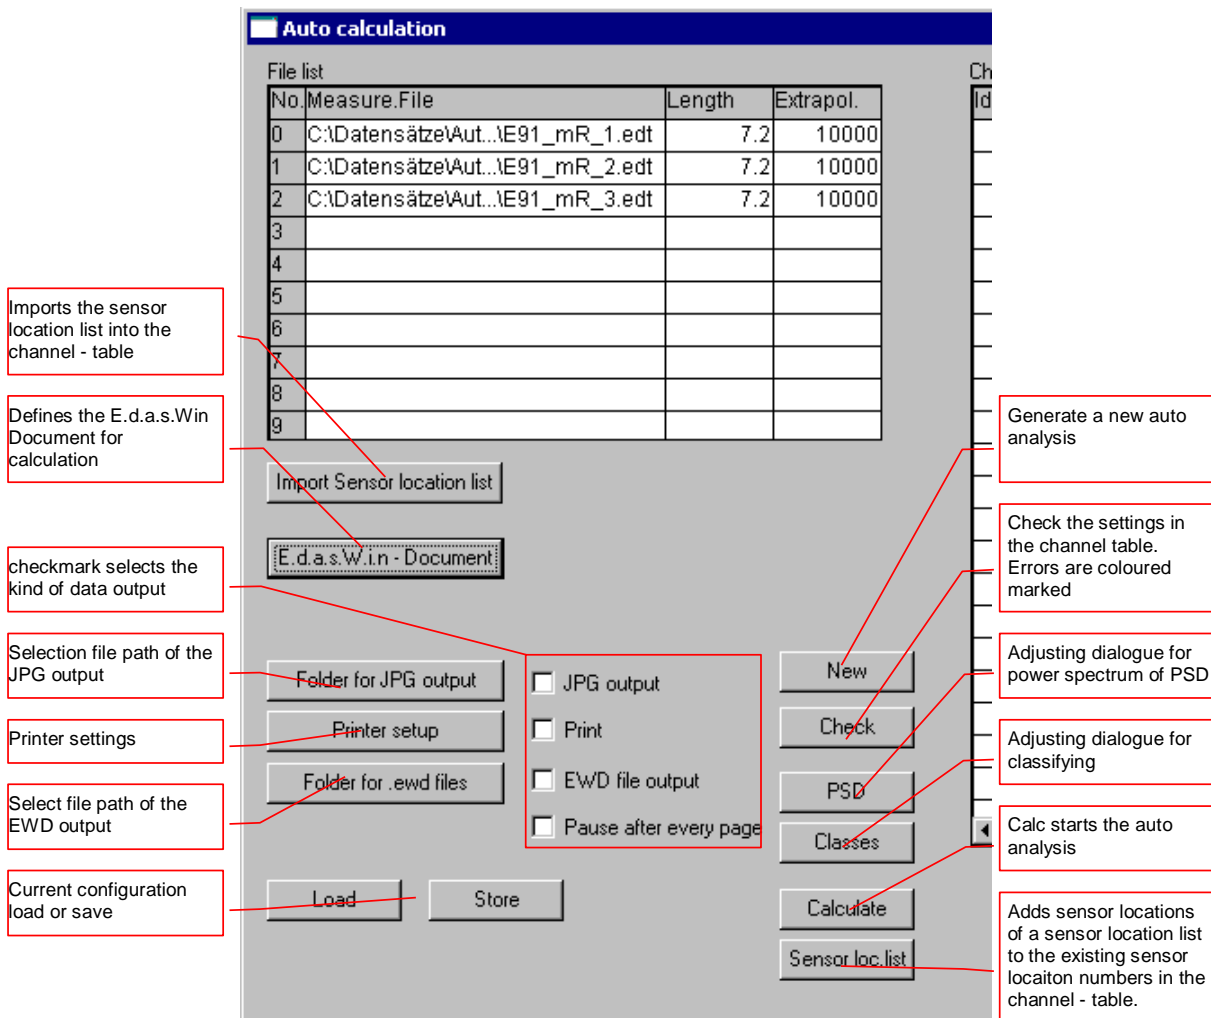 Auto calculation
File list
Ch
No. Measure.File Length Extrapol.
Id
0 C:\Datensätze\Aut...\E91_mR_1.edt 7.2 10000
1 C:\Datensätze\Aut...\E91_mR_2.edt 7.2 10000
2 C:\Datensätze\Aut...\E91_mR_3.edt 7.2 10000
3
4
5
6
7
8
9
Imports the sensor
location list into the
channel - table
Defines the E.d.a.s.Win
Document for
calculation
checkmark selects the
kind of data output
Selection file path of the
JPG output
Printer settings
Select file path of the
EWD output
Current configuration
load or save
Import Sensor location list
E.d.a.s.W.i.n - Document
Folder for JPG output
Printer setup
Folder for .ewd files
Load
Store
JPG output
Print
EWD file output
Pause after every page
New
Check
PSD
Classes
Calculate
Sensor.loc.list
Generate a new auto
analysis
Check the settings in
the channel table.
Errors are coloured
marked
Adjusting dialogue for
power spectrum of PSD
Adjusting dialogue for
classifying
Calc starts the auto
analysis
Adds sensor locations
of a sensor location list
to the existing sensor
locaiton numbers in the
channel - table.